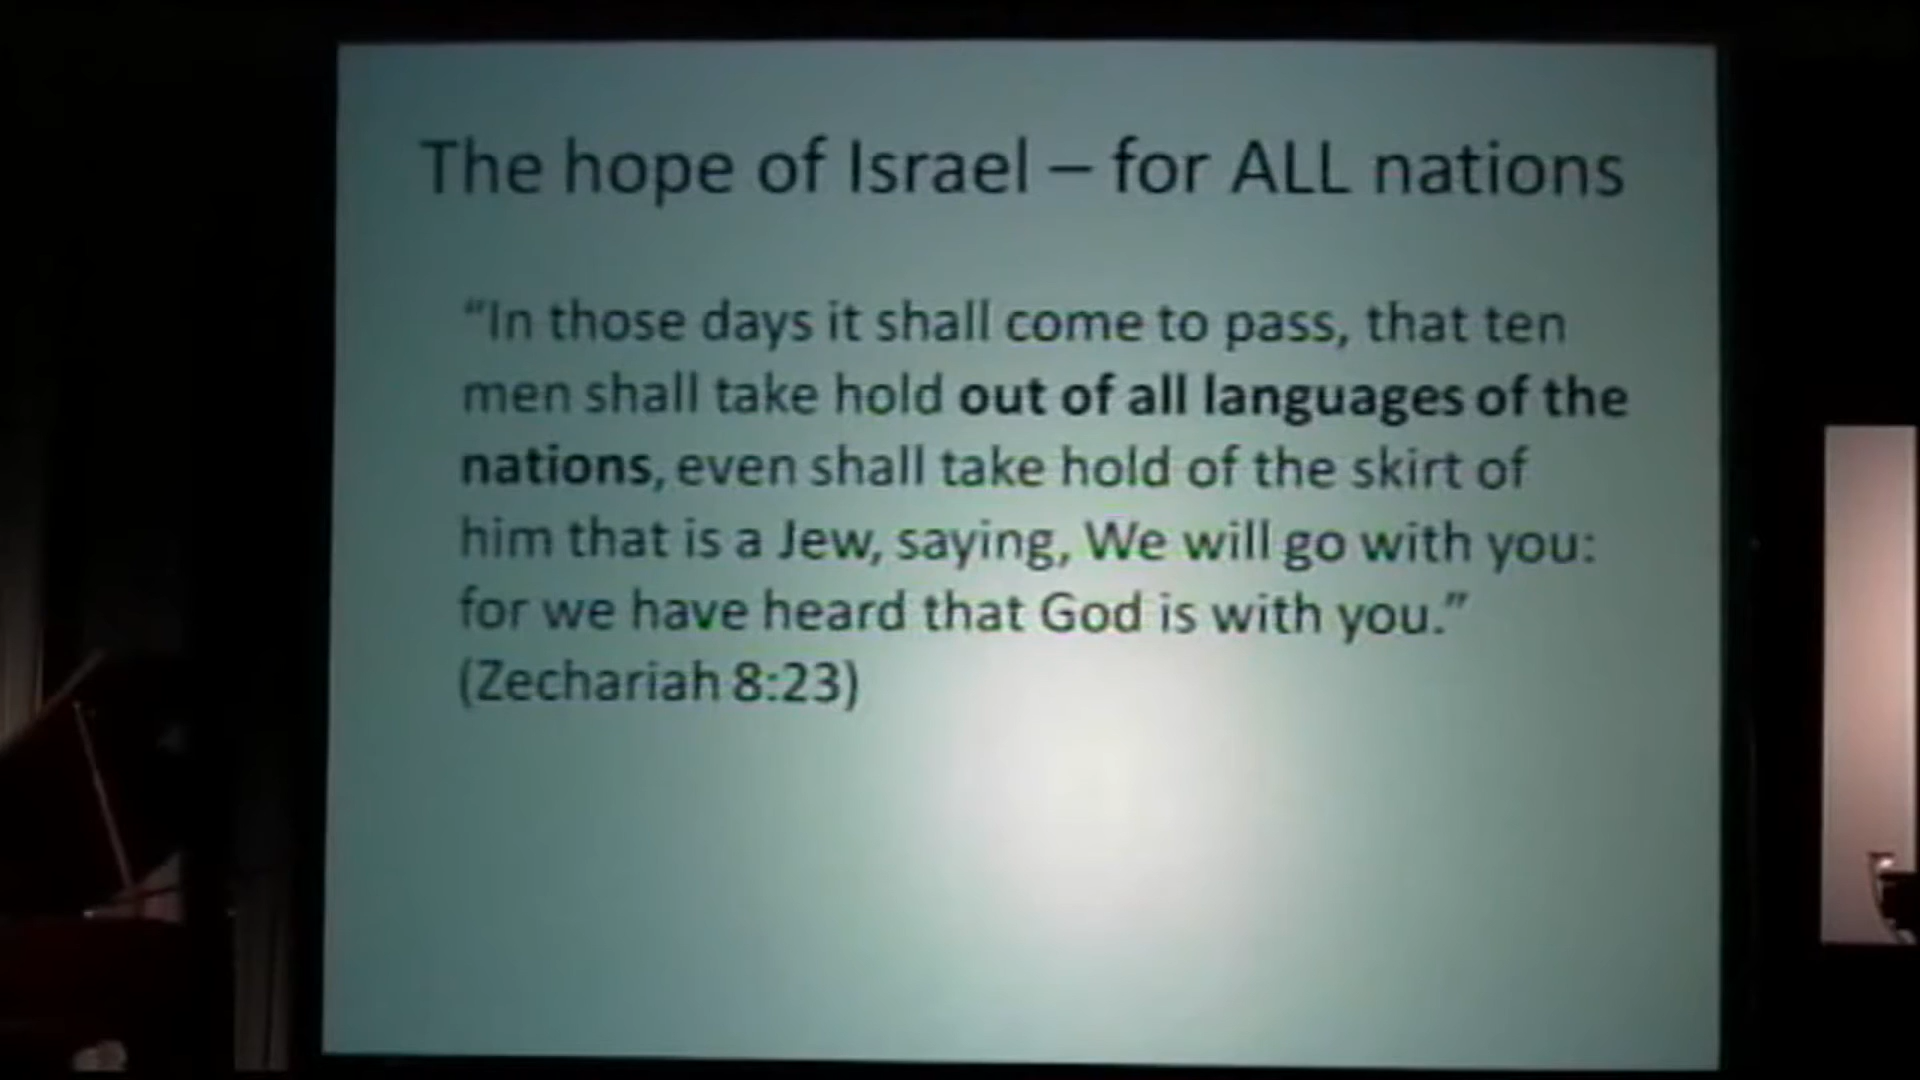 The hope of Israel – for ALL nations
“In those days it shall come to pass, that ten
men shall take hold out of all languages of the
nations, even shall take hold of the skirt of
him that is a Jew, saying, We will go with you:
for we have heard that God is with you.”
(Zechariah 8:23)